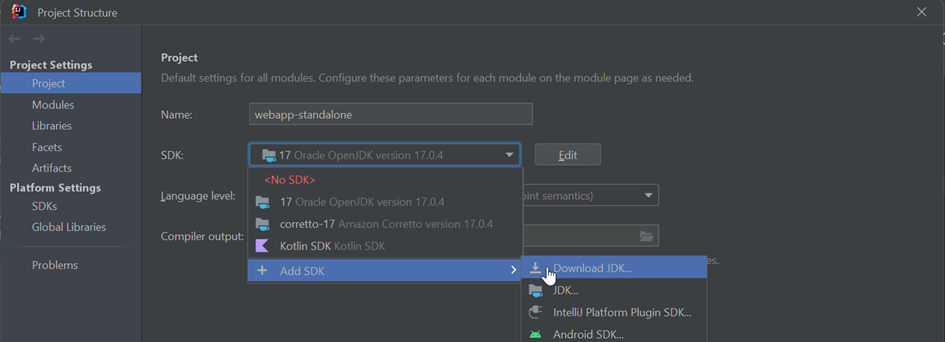 Project Structure
Project Settings
Project
Modules
Libraries
Facets
Artifacts
Platform Settings
SDKs
Global Libraries
Problems
Project
Default settings for all modules. Configure these parameters for each module on the module page as needed.
Name: webapp-standalone
SDK: 17 Oracle OpenJDK version 17.0.4 Edit
<No SDK>
Language level: 17 Oracle OpenJDK version 17.0.4 oint semantics)
corretto-17 Amazon Corretto version 17.0.4
Compiler output: Kotlin SDK Kotlin SDK
Add SDK
es.
Download JDK...
JDK...
IntelliJ Platform Plugin SDK...
Android SDK...